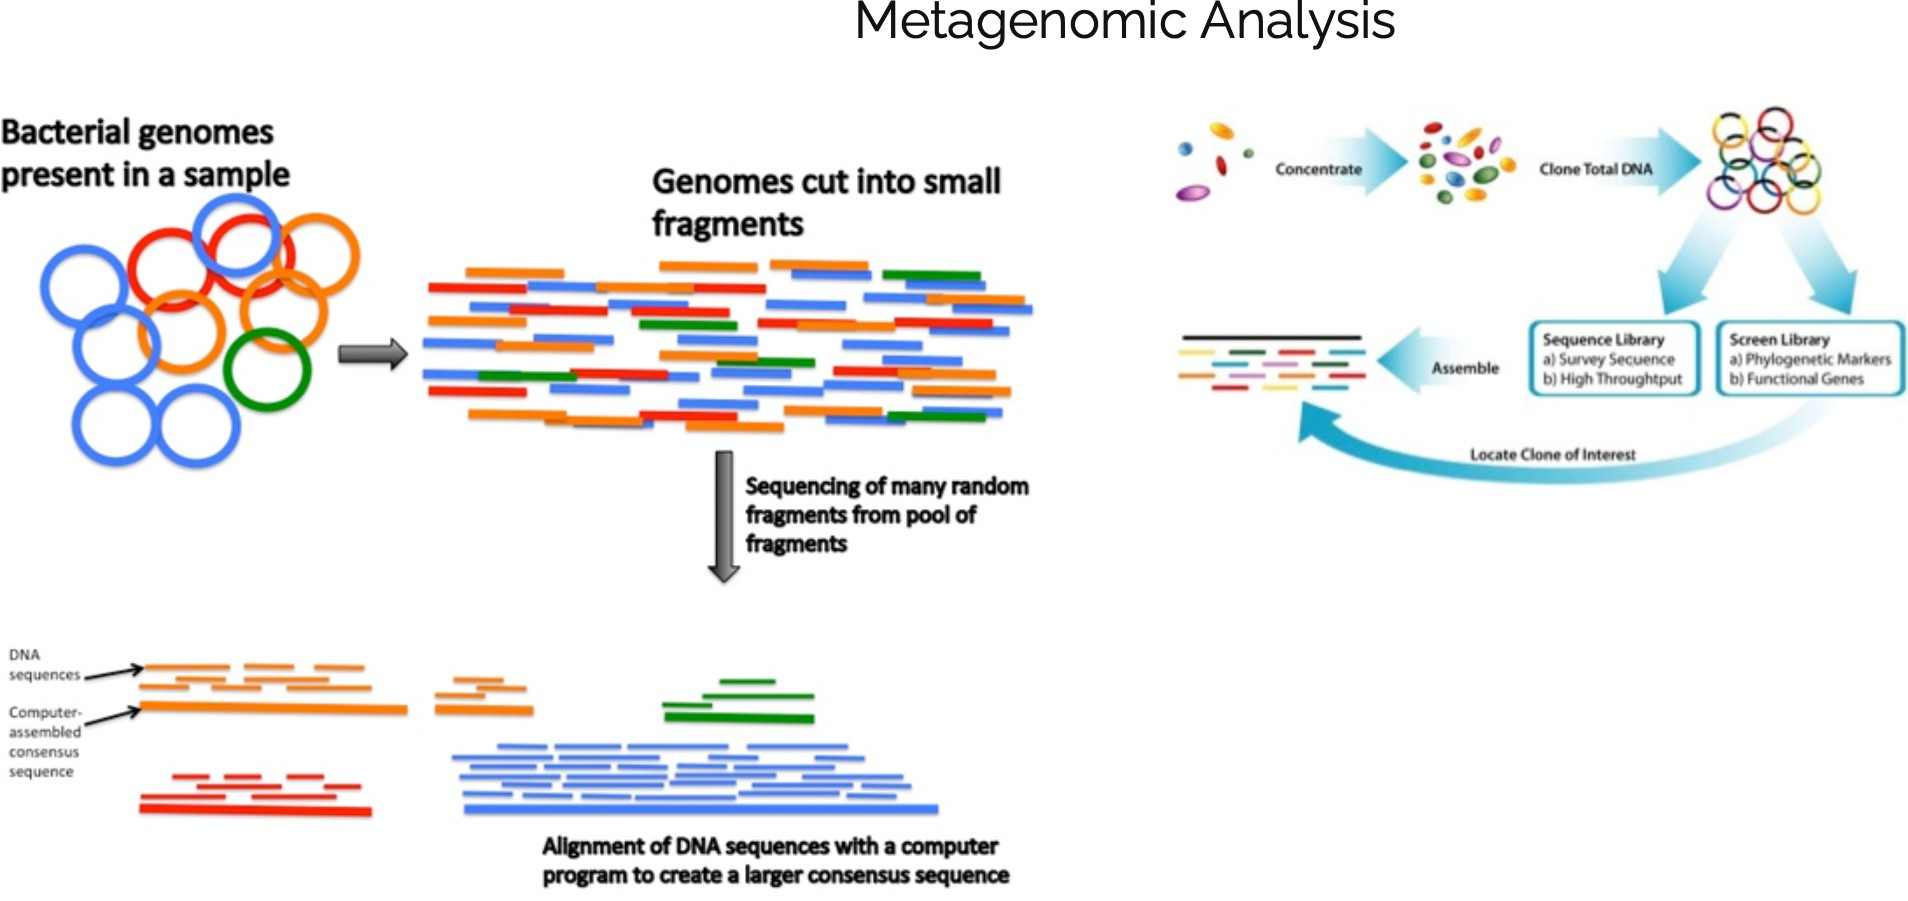 Metagenomic Analysis
Bacterial genomes
present in a sample
Genomes cut into small
fragments
Sequencing of many random
fragments from pool of
fragments
DNA
sequences
Computer-
assembled
consensus
sequence
Alignment of DNA sequences with a computer
program to create a larger consensus sequence
Concentrate
Clone Total DNA
Sequence Library
a) Survey Secuence
b) High Throughtput
Screen Library
a) Phylogenetic Markers
b) Functional Genes
Assemble
Locate Clone of Interest